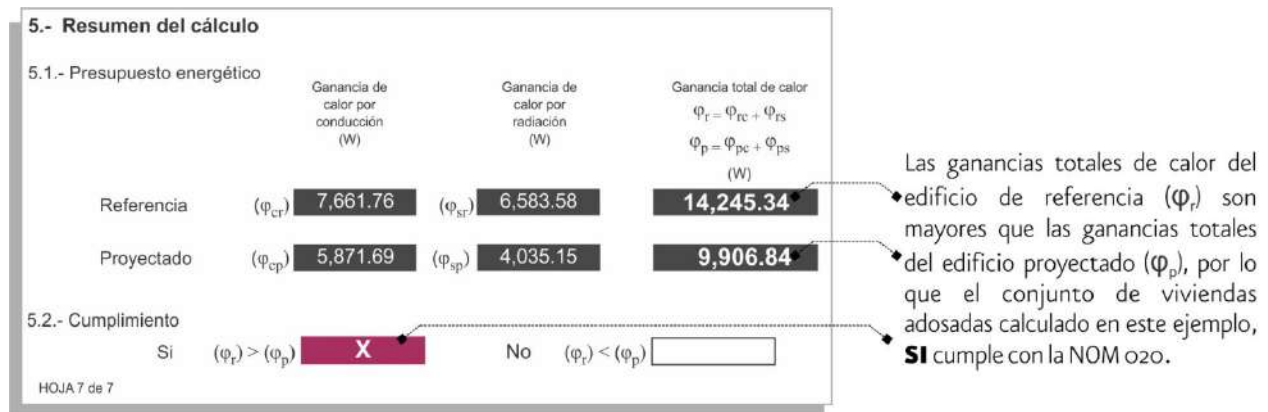 5.- Resumen del cálculo
5.1.- Presupuesto energético
Ganancia de
calor por
conducción
(W)
Ganancia de
calor por
radiación
(W)
Ganancia total de calor
φr = φrc + φrs
φp = φpc + φps
(W)
Referencia (φcr) 7,661.76 (φsr) 6,583.58 14,245.34
Proyectado (φcp) 5,871.69 (φsp) 4,035.15 9,906.84
5.2.- Cumplimiento
Si (φr) > (φp) X No (φr) < (φp)
HOJA 7 de 7
Las ganancias totales de calor del
edificio de referencia (φr) son
mayores que las ganancias totales
del edificio proyectado (φp), por lo
que el conjunto de viviendas
adosadas calculado en este ejemplo,
SI cumple con la NOM 020.